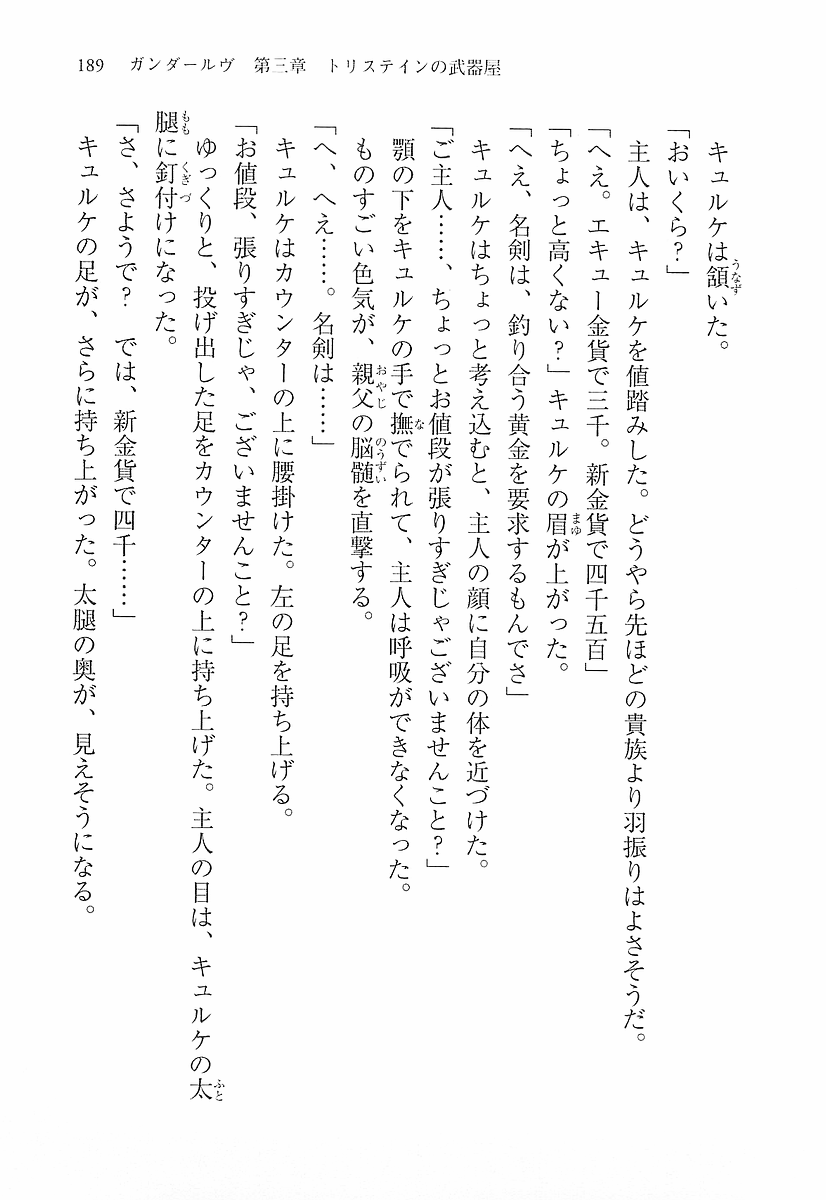 189　ガンダールヴ　第三章　トリステインの武器屋
キュルケは頷いた。
「おいくら？」
主人は、キュルケを値踏みした。どうやら先ほどの貴族より羽振りはよさそうだ。
「へえ。エキュー金貨で三千。新金貨で四千五百」
「ちょっと高くない？」キュルケの眉が上がった。
「へえ、名剣は、釣り合う黄金を要求するもんでさ」
キュルケはちょっと考え込むと、主人の顔に自分の体を近づけた。
「ご主人……、ちょっとお値段が張りすぎじゃございませんこと？」
顎の下をキュルケの手で撫でられて、主人は呼吸ができなくなった。
ものすごい色気が、親父の脳髄を直撃する。
「へ、へえ……。名剣は……」
キュルケはカウンターの上に腰掛けた。左の足を持ち上げる。
「お値段、張りすぎじゃ、ございませんこと？」
ゆっくりと、投げ出した足をカウンターの上に持ち上げた。主人の目は、キュルケの太
腿に釘付けになった。
「さ、さようで？　では、新金貨で四千……」
キュルケの足が、さらに持ち上がった。太腿の奥が、見えそうになる。